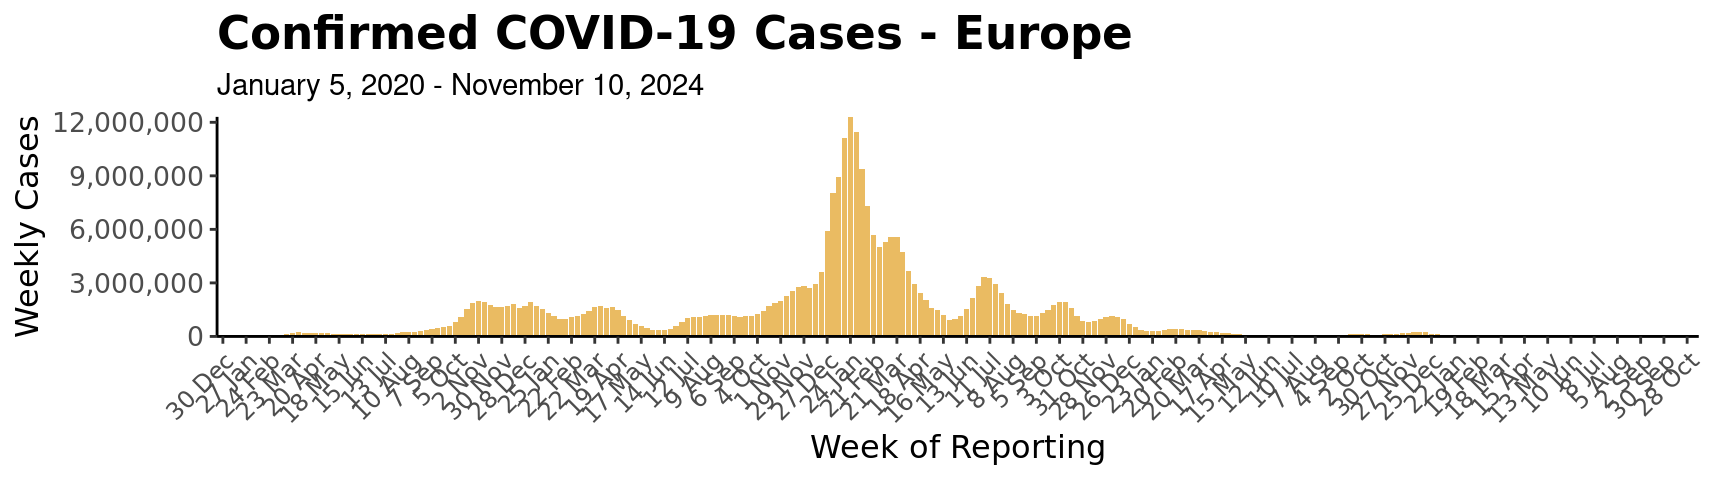 Confirmed COVID-19 Cases - Europe
January 5, 2020 - November 10, 2024
Weekly Cases
12,000,000
9,000,000
6,000,000
3,000,000
0
30 Dec
27 Jan
24 Feb
23 Mar
20 Apr
18 May
15 Jun
13 Jul
10 Aug
7 Sep
5 Oct
2 Nov
30 Nov
28 Dec
25 Jan
22 Feb
22 Mar
19 Apr
17 May
14 Jun
12 Jul
9 Aug
6 Sep
4 Oct
1 Nov
29 Nov
27 Dec
24 Jan
21 Feb
21 Mar
18 Apr
16 May
13 Jun
11 Jul
8 Aug
5 Sep
3 Oct
31 Oct
28 Nov
26 Dec
23 Jan
20 Feb
20 Mar
17 Apr
15 May
12 Jun
10 Jul
7 Aug
4 Sep
2 Oct
30 Oct
27 Nov
25 Dec
22 Jan
19 Feb
18 Mar
15 Apr
13 May
10 Jun
8 Jul
5 Aug
2 Sep
30 Sep
28 Oct
Week of Reporting